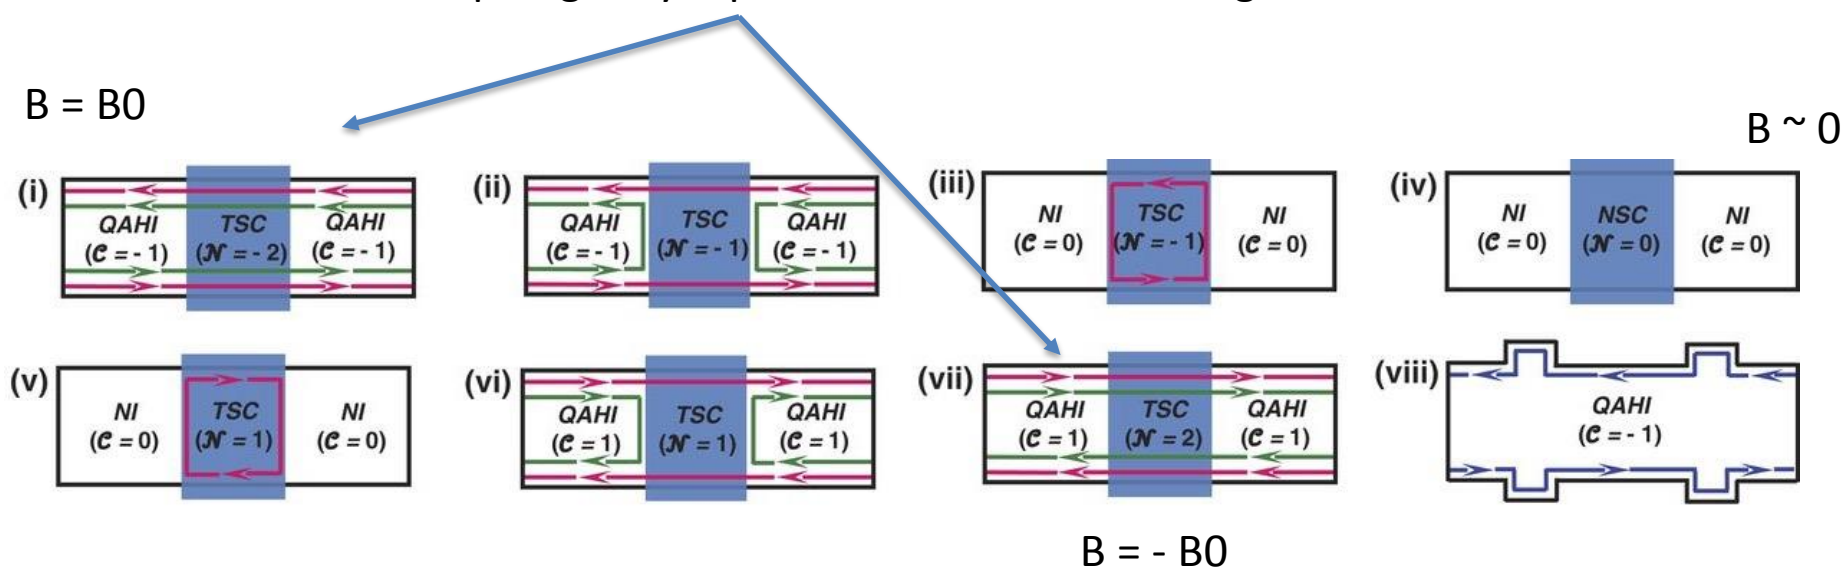 B = B0
B ~ 0
(i)
QAHI
(C = - 1)
TSC
(N = - 2)
QAHI
(C = - 1)
(ii)
QAHI
(C = - 1)
TSC
(N = - 1)
QAHI
(C = - 1)
(iii)
NI
(C = 0)
TSC
(N = - 1)
NI
(C = 0)
(iv)
NI
(C = 0)
NSC
(N = 0)
NI
(C = 0)
(v)
NI
(C = 0)
TSC
(N = 1)
NI
(C = 0)
(vi)
QAHI
(C = 1)
TSC
(N = 1)
QAHI
(C = 1)
(vii)
QAHI
(C = 1)
TSC
(N = 2)
QAHI
(C = 1)
(viii)
QAHI
(C = - 1)
B = - B0